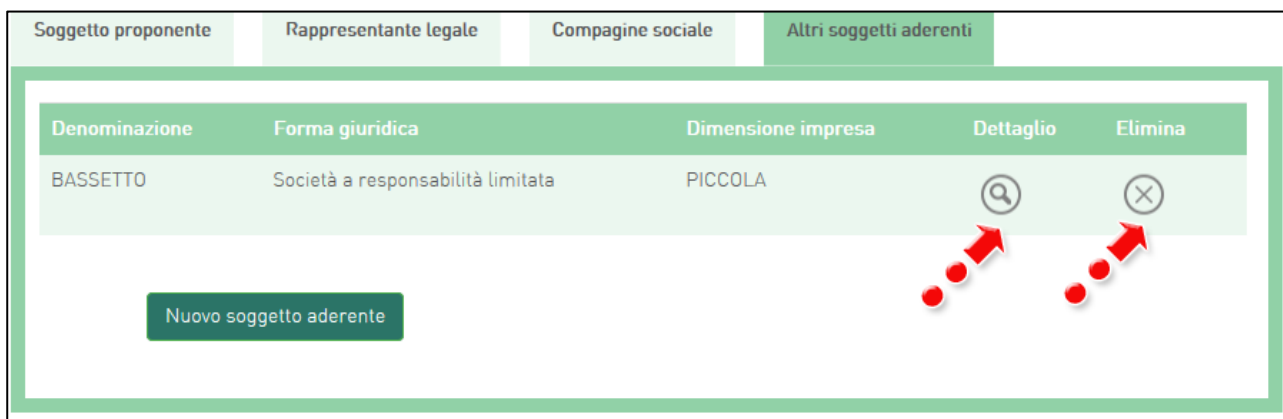 Soggetto proponente Rappresentante legale Compagine sociale Altri soggetti aderenti
Denominazione Forma giuridica Dimensione impresa Dettaglio Elimina
BASSETTO Società a responsabilità limitata PICCOLA
Nuovo soggetto aderente